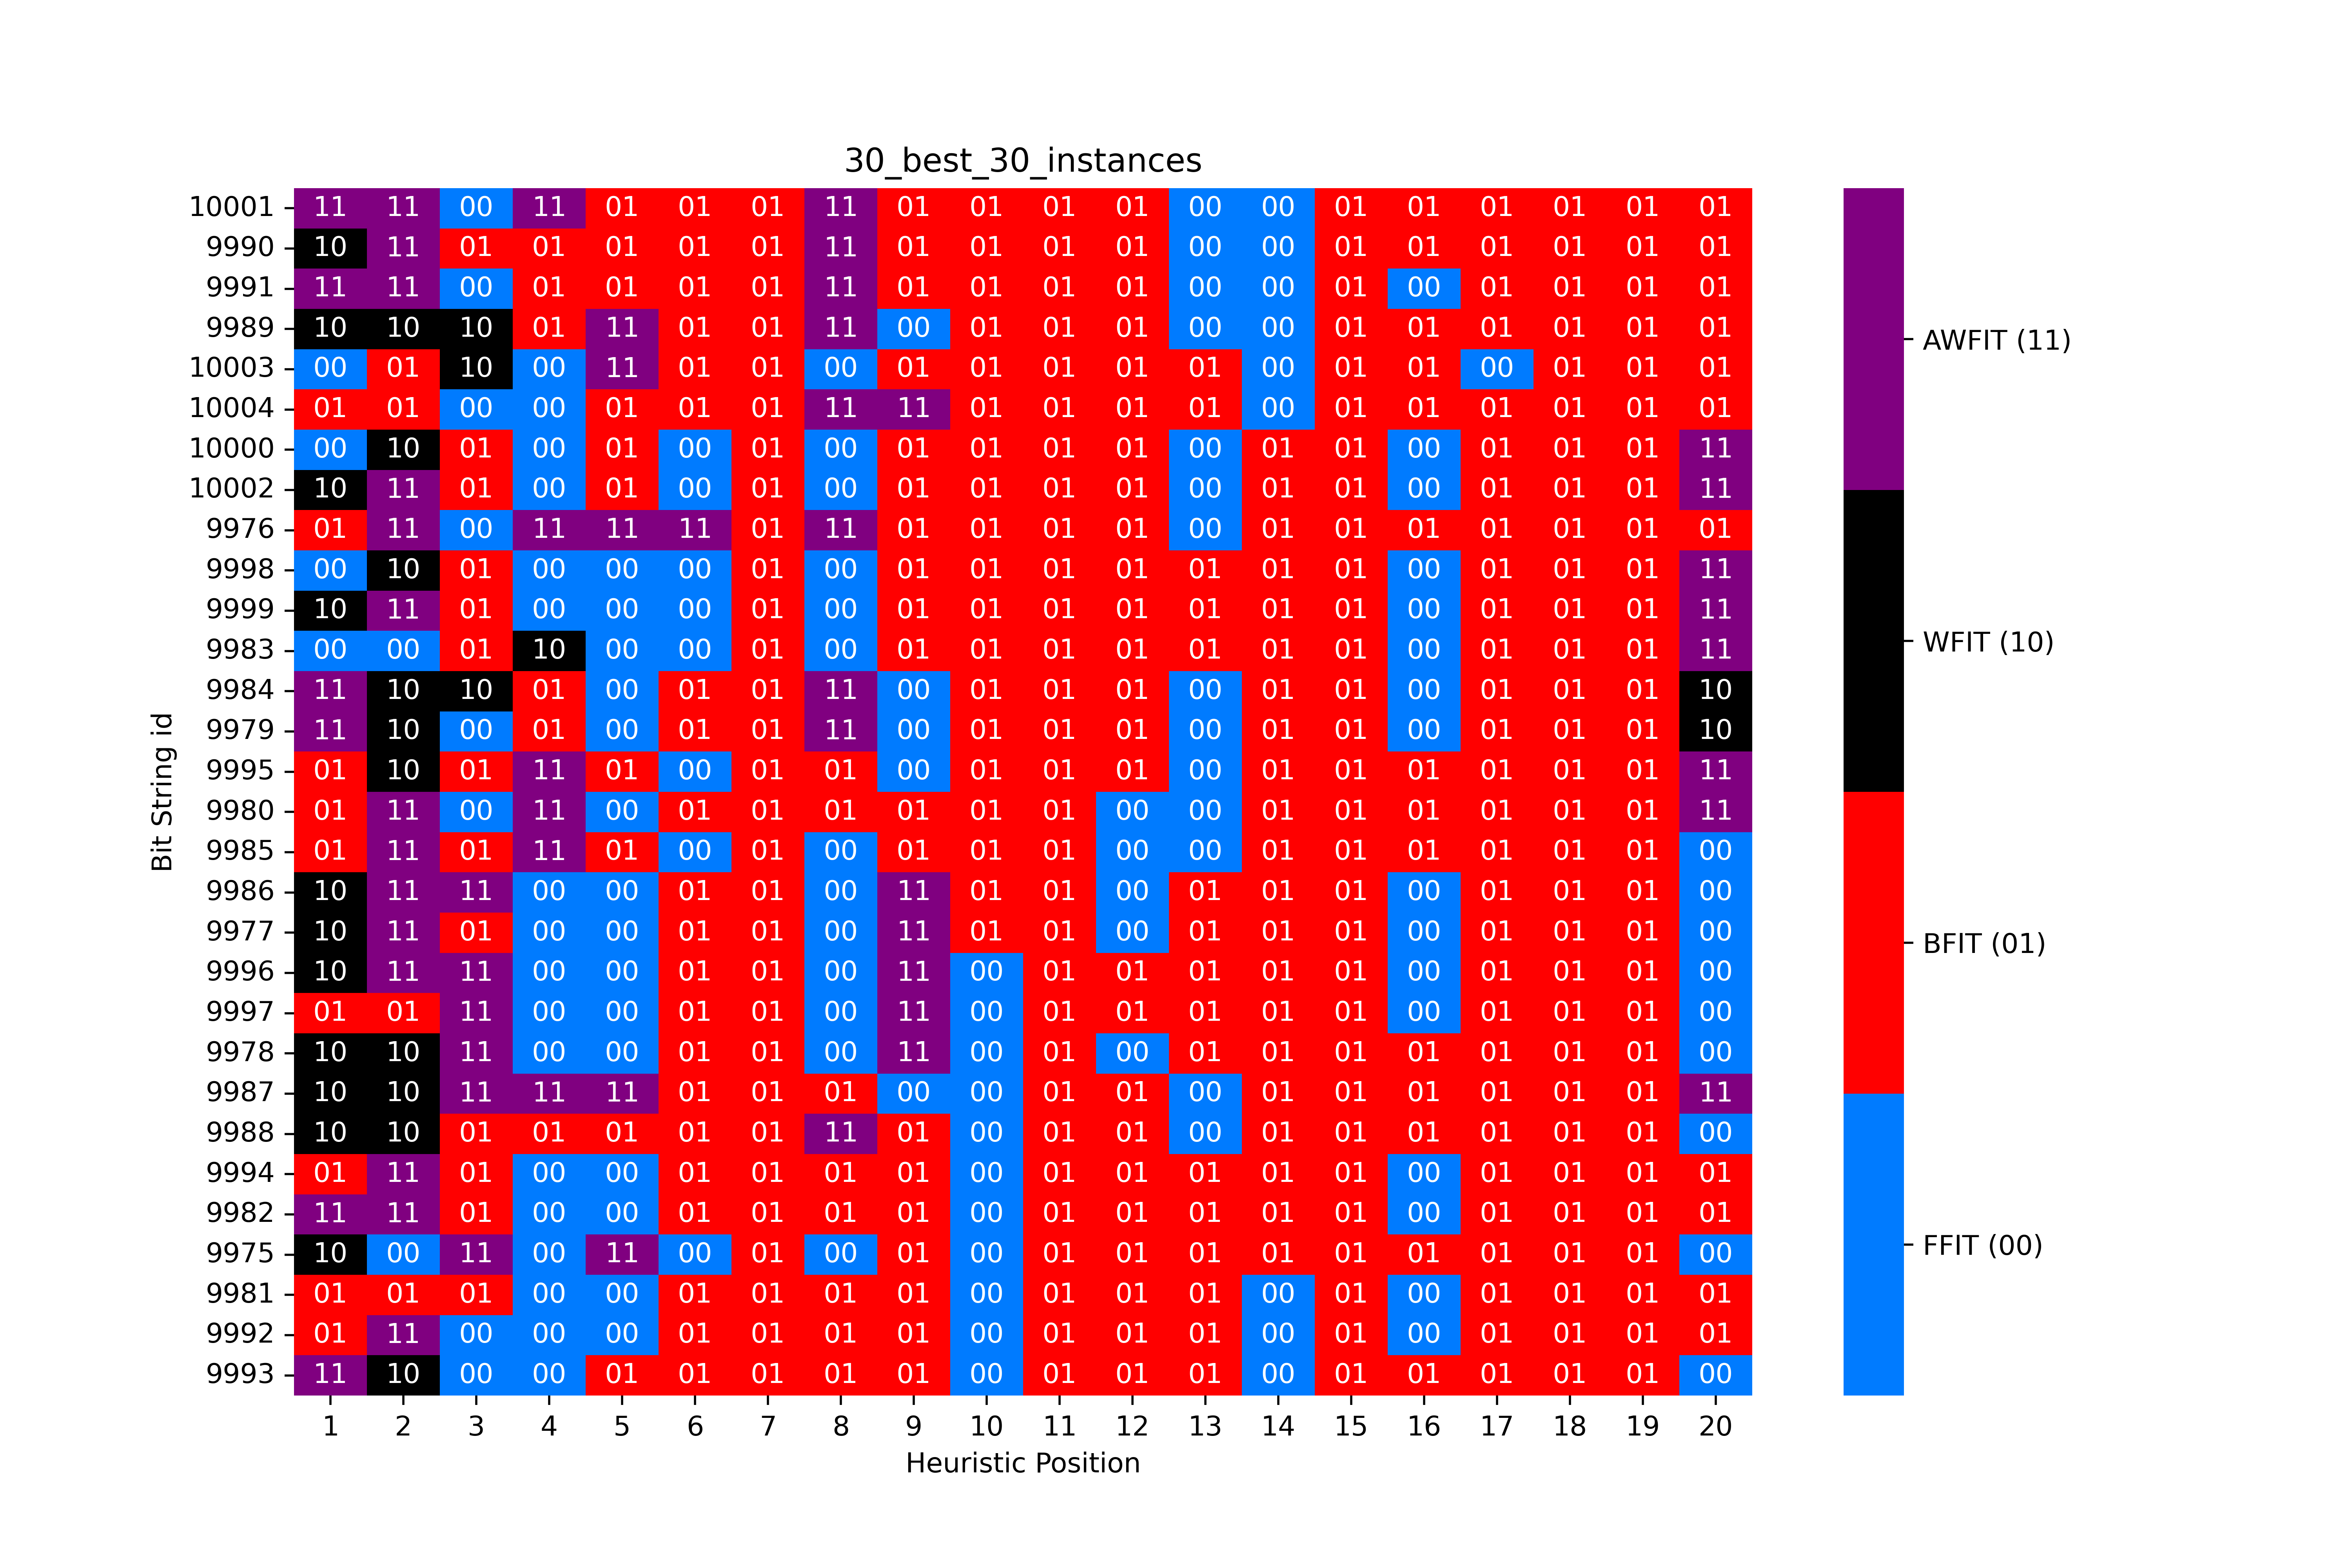 30_best_30_instances
10001 11 11 00 11 01 01 01 11 01 01 01 01 00 00 01 01 01 01 01 01
9990 10 11 01 01 01 01 01 11 01 01 01 01 00 00 01 01 01 01 01 01
9991 11 11 00 01 01 01 01 11 01 01 01 01 00 00 01 00 01 01 01 01
9989 10 10 10 01 11 01 01 11 00 01 01 01 00 00 01 01 01 01 01 01
10003 00 01 10 00 11 01 01 00 01 01 01 01 01 00 01 01 00 01 01 01
10004 01 01 00 00 01 01 01 11 11 01 01 01 01 00 01 01 01 01 01 01
10000 00 10 01 00 01 00 01 00 01 01 01 01 00 01 01 00 01 01 01 11
10002 10 11 01 00 01 00 01 00 01 01 01 01 00 01 01 00 01 01 01 11
9976 01 11 00 11 11 11 01 11 01 01 01 01 00 01 01 01 01 01 01 01
9998 00 10 01 00 00 00 01 00 01 01 01 01 01 01 01 00 01 01 01 11
9999 10 11 01 00 00 00 01 00 01 01 01 01 01 01 01 00 01 01 01 11
9983 00 00 01 10 00 00 01 00 01 01 01 01 01 01 01 00 01 01 01 11
9984 11 10 10 01 00 01 01 11 00 01 01 01 00 01 01 00 01 01 01 10
9979 11 10 00 01 00 01 01 11 00 01 01 01 00 01 01 00 01 01 01 10
9995 01 10 01 11 01 00 01 01 00 01 01 01 00 01 01 01 01 01 01 11
9980 01 11 00 11 00 01 01 01 01 01 01 00 00 01 01 01 01 01 01 11
9985 01 11 01 11 01 00 01 00 01 01 01 00 00 01 01 01 01 01 01 00
9986 10 11 11 00 00 01 01 00 11 01 01 00 01 01 01 00 01 01 01 00
9977 10 11 01 00 00 01 01 00 11 01 01 00 01 01 01 00 01 01 01 00
9996 10 11 11 00 00 01 01 00 11 00 01 01 01 01 01 00 01 01 01 00
9997 01 01 11 00 00 01 01 00 11 00 01 01 01 01 01 00 01 01 01 00
9978 10 10 11 00 00 01 01 00 11 00 01 00 01 01 01 01 01 01 01 00
9987 10 10 11 11 11 01 01 01 00 00 01 01 00 01 01 01 01 01 01 11
9988 10 10 01 01 01 01 01 11 01 00 01 01 00 01 01 01 01 01 01 00
9994 01 11 01 00 00 01 01 01 01 00 01 01 01 01 01 00 01 01 01 01
9982 11 11 01 00 00 01 01 01 01 00 01 01 01 01 01 00 01 01 01 01
9975 10 00 11 00 11 00 01 00 01 00 01 01 01 01 01 01 01 01 01 00
9981 01 01 01 00 00 01 01 01 01 00 01 01 01 00 01 00 01 01 01 01
9992 01 11 00 00 00 01 01 01 01 00 01 01 01 00 01 00 01 01 01 01
9993 11 10 00 00 01 01 01 01 01 00 01 01 01 00 01 01 01 01 01 00
1 2 3 4 5 6 7 8 9 10 11 12 13 14 15 16 17 18 19 20
Heuristic Position
Bit String id
AWFIT (11)
WFIT (10)
BFIT (01)
FFIT (00)